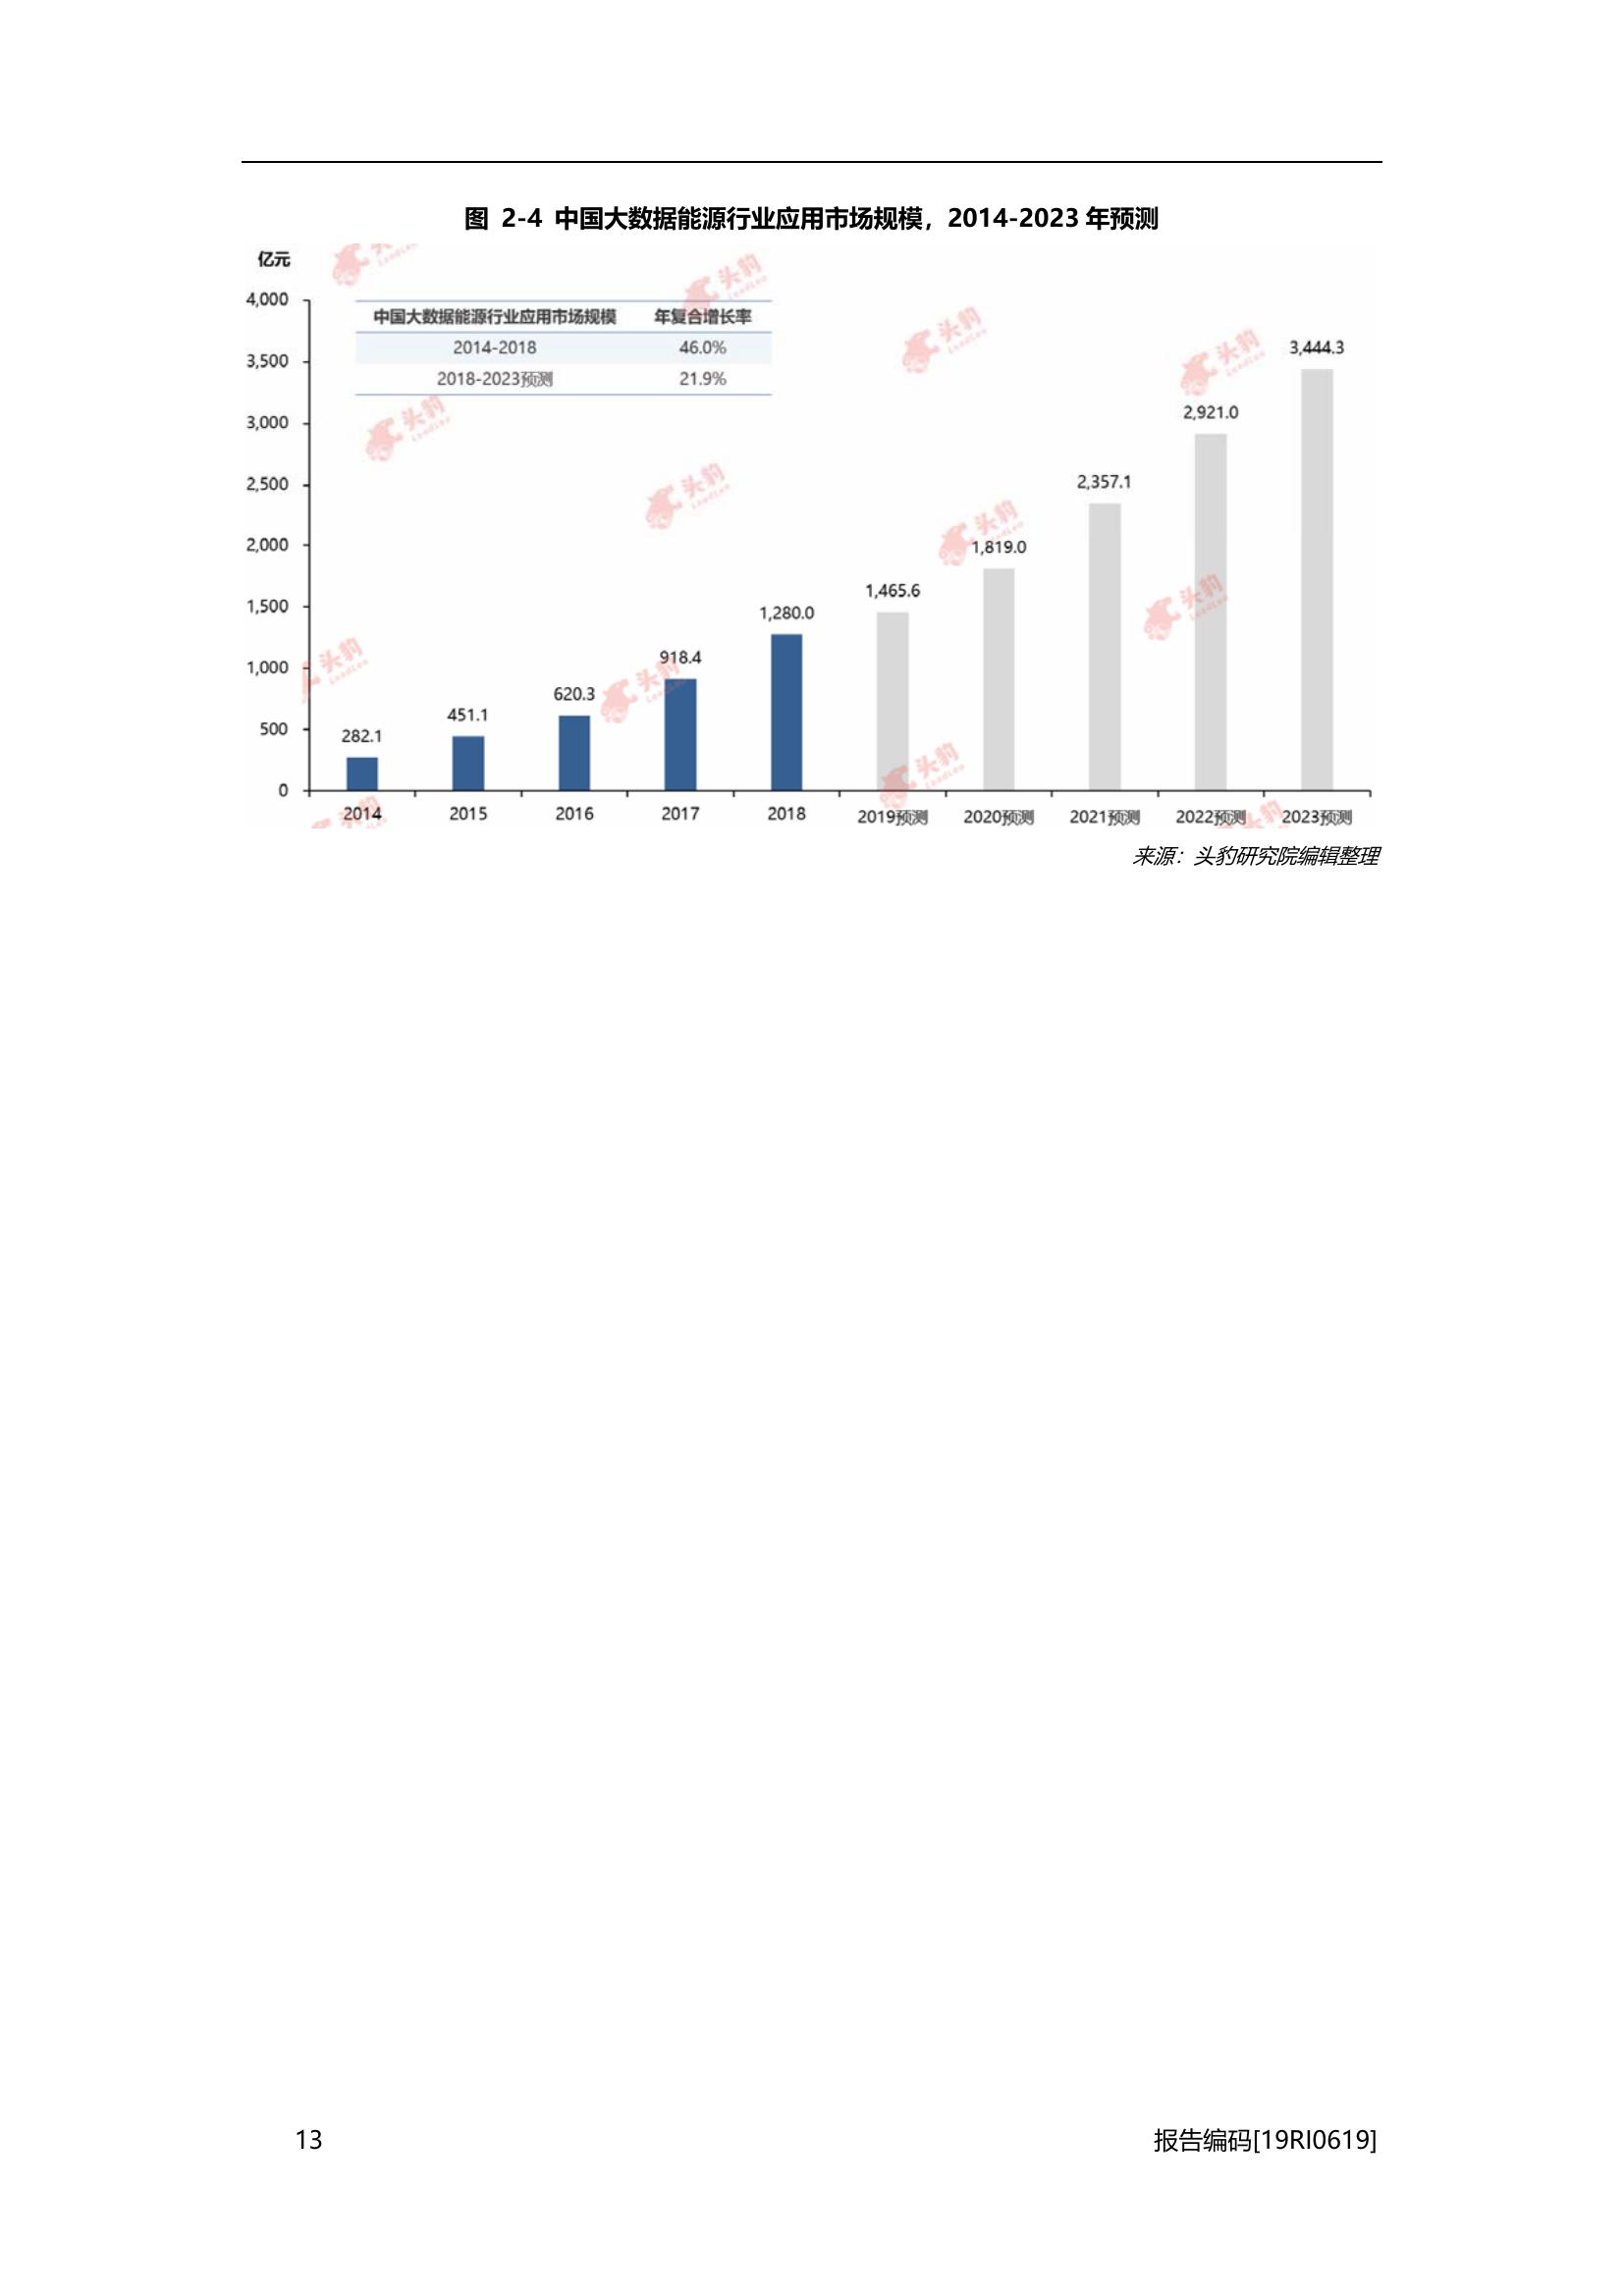 图 2-4 中国大数据能源行业应用市场规模，2014-2023 年预测
亿元
4,000
3,500
3,000
2,500
2,000
1,500
1,000
500
0
中国大数据能源行业应用市场规模 年复合增长率
2014-2018 46.0%
2018-2023预测 21.9%
282.1
451.1
620.3
918.4
1,280.0
1,465.6
1,819.0
2,357.1
2,921.0
3,444.3
2014 2015 2016 2017 2018 2019预测 2020预测 2021预测 2022预测 2023预测
头豹
LeadLeo
来源：头豹研究院编辑整理
13 报告编码[19RI0619]